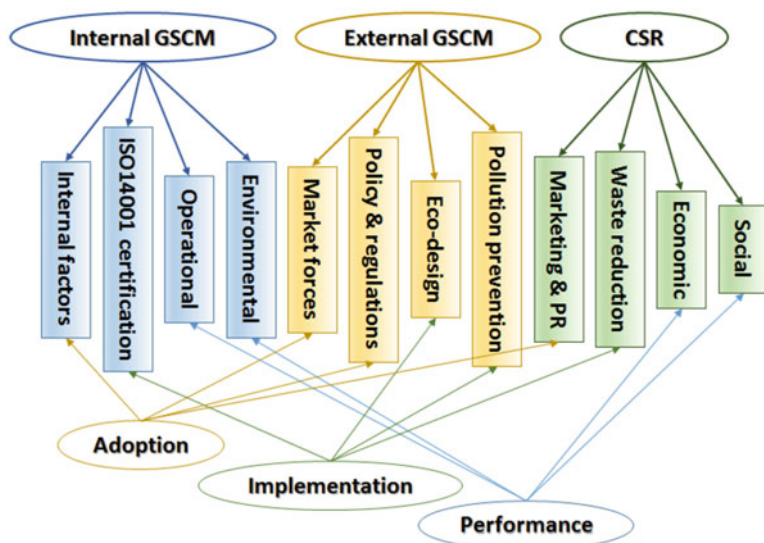 Internal GSCM
External GSCM
CSR
Internal factors
ISO14001 certification
Operational
Environmental
Market forces
Policy & regulations
Eco-design
Pollution prevention
Marketing & PR
Waste reduction
Economic
Social
Adoption
Implementation
Performance